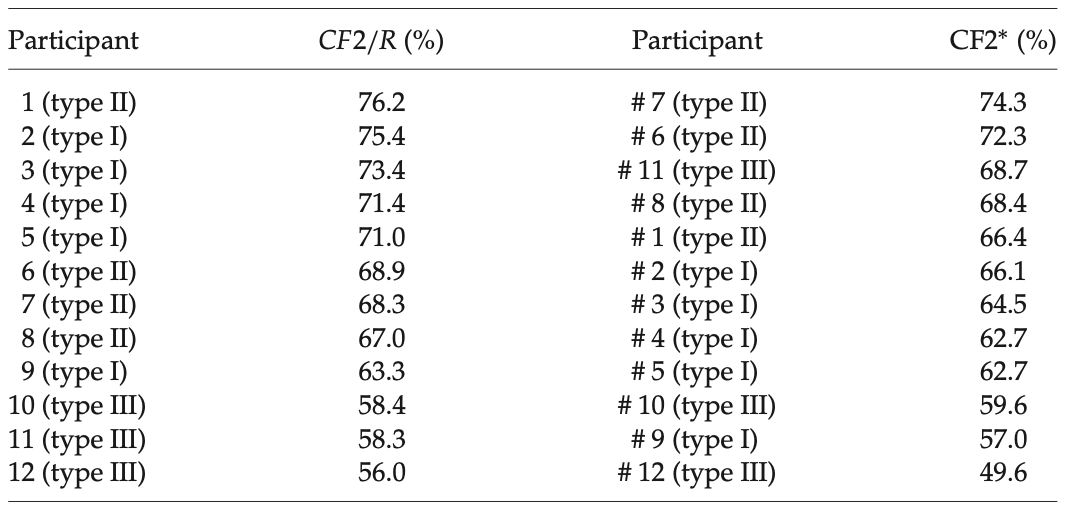 Participant CF2/R (%) Participant CF2* (%)
1 (type II) 76.2 # 7 (type II) 74.3
2 (type I) 75.4 # 6 (type II) 72.3
3 (type I) 73.4 # 11 (type III) 68.7
4 (type I) 71.4 # 8 (type II) 68.4
5 (type I) 71.0 # 1 (type II) 66.4
6 (type II) 68.9 # 2 (type I) 66.1
7 (type II) 68.3 # 3 (type I) 64.5
8 (type II) 67.0 # 4 (type I) 62.7
9 (type I) 63.3 # 5 (type I) 62.7
10 (type III) 58.4 # 10 (type III) 59.6
11 (type III) 58.3 # 9 (type I) 57.0
12 (type III) 56.0 # 12 (type III) 49.6